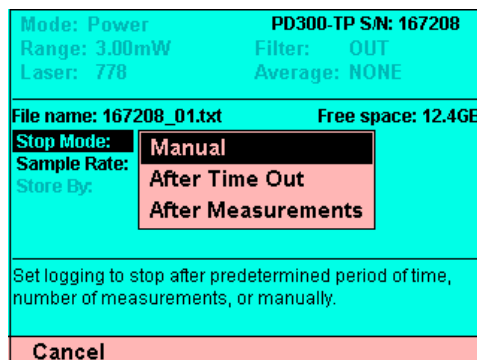 Mode: Power PD300-TP S/N: 167208
Range: 3.00mW Filter: OUT
Laser: 778 Average: NONE
File name: 167208_01.txt Free space: 12.4GB
Stop Mode:
Sample Rate:
Store By:
Manual
After Time Out
After Measurements
Set logging to stop after predetermined period of time,
number of measurements, or manually.
Cancel